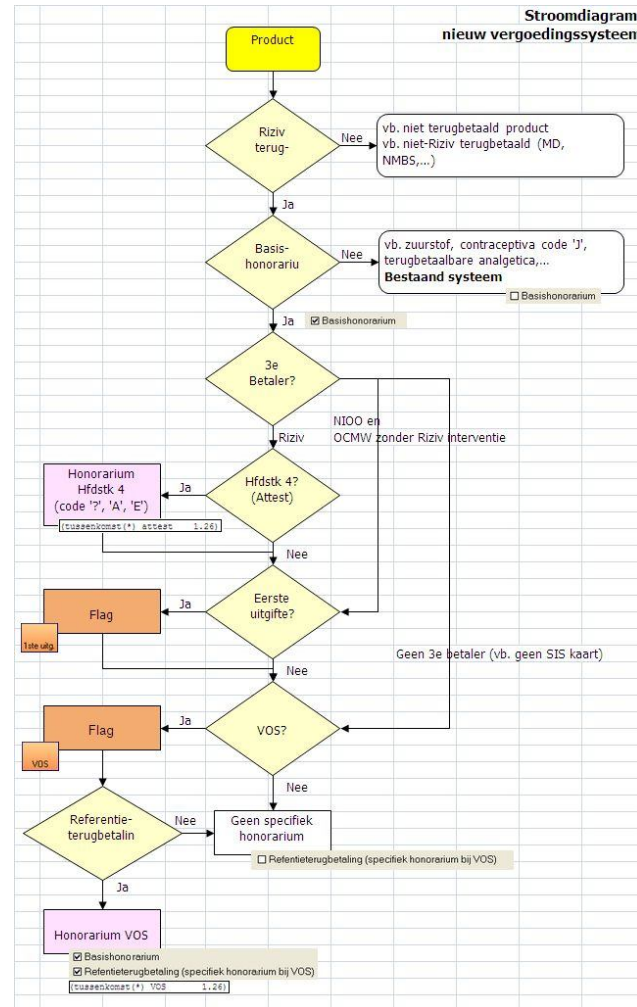 Stroomdiagram
nieuw vergoedingssysteem
Product
Riziv
terug-
Nee
vb. niet terugbetaald product
vb. niet-Riziv terugbetaald (MD,
NMBS,...)
Ja
Basis-
honorariu
Nee
vb. zuurstof, contraceptiva code 'J',
terugbetaalbare analgetica,...
Bestaand systeem
Basishonorarium
Ja
Basishonorarium
3e
Betaler?
NIOO en
OCMW zonder Riziv interventie
Riziv
Honorarium
Hfdstk 4
(code '?', 'A', 'E')
Ja
Hfdstk 4?
(Attest)
(tussenkomst(*) attest 1.26)
Nee
Flag
Ja
Eerste
uitgifte?
1ste uitg.
Geen 3e betaler (vb. geen SIS kaart)
Nee
Flag
Ja
VOS?
VOS
Nee
Referentie-
terugbetalin
Nee
Geen specifiek
honorarium
Refentieterugbetaling (specifiek honorarium bij VOS)
Ja
Honorarium VOS
Basishonorarium
Refentieterugbetaling (specifiek honorarium bij VOS)
(tussenkomst(*) VOS 1.26)